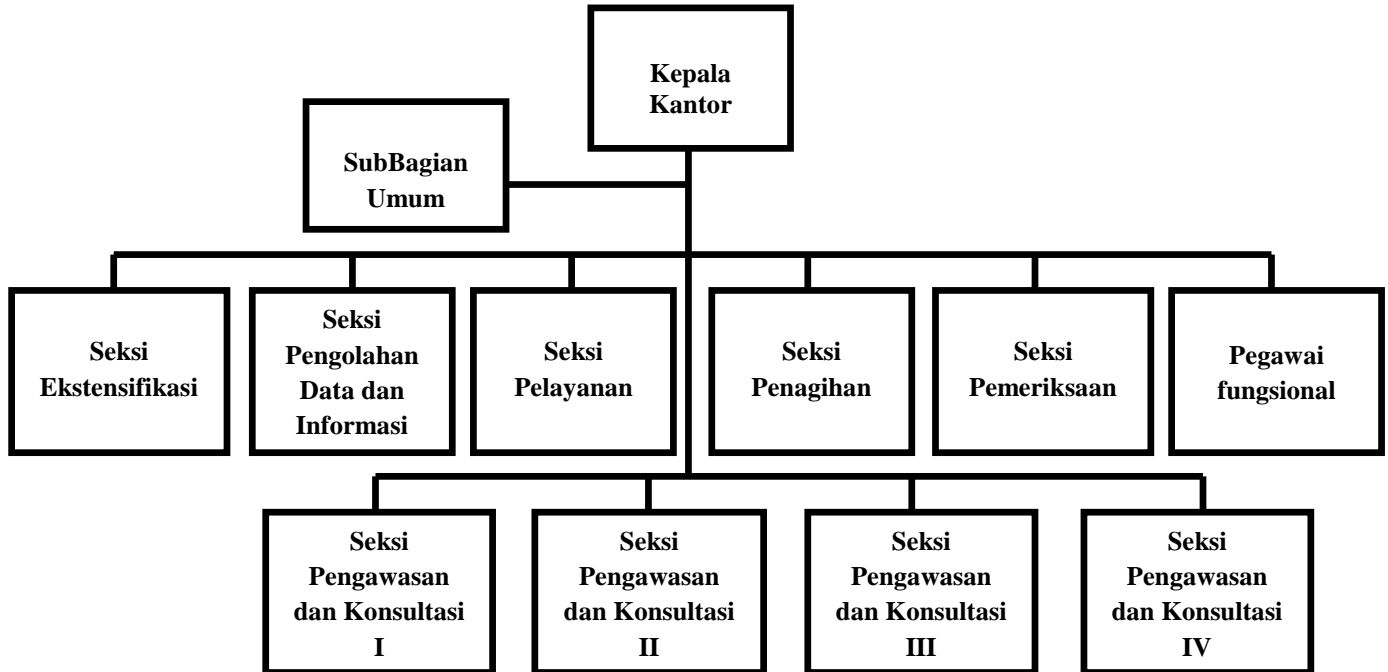 Kepala
Kantor
SubBagian
Umum
Seksi
Ekstensifikasi
Seksi
Pengolahan
Data dan
Informasi
Seksi
Pelayanan
Seksi
Penagihan
Seksi
Pemeriksaan
Pegawai
fungsional
Seksi
Pengawasan
dan Konsultasi
I
Seksi
Pengawasan
dan Konsultasi
II
Seksi
Pengawasan
dan Konsultasi
III
Seksi
Pengawasan
dan Konsultasi
IV